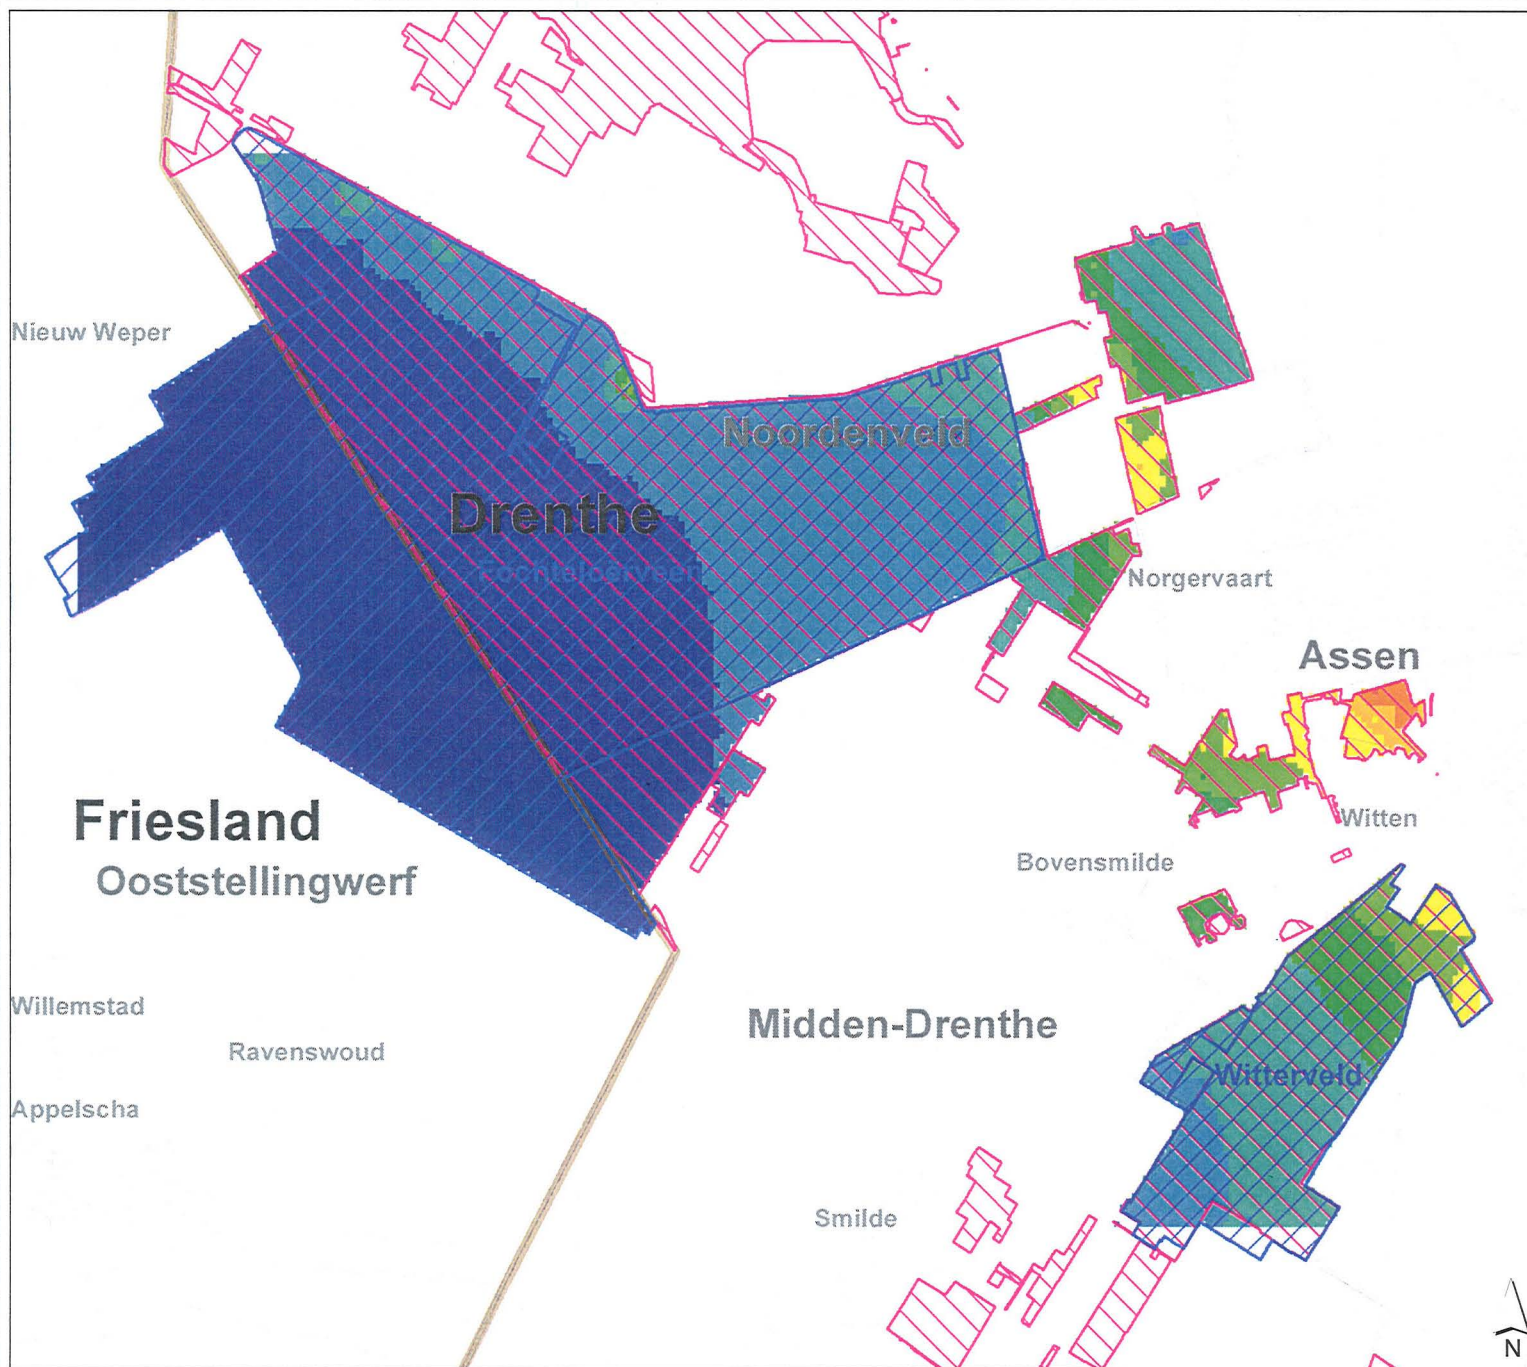 Nieuw Weper
Noordenveld
Drenthe
Fochteloerveen
Norgervaart
Assen
Friesland
Witten
Bovensmilde
Ooststellingwerf
Willemstad
Midden-Drenthe
Ravenswoud
Witterveld
Appelscha
Smilde
N